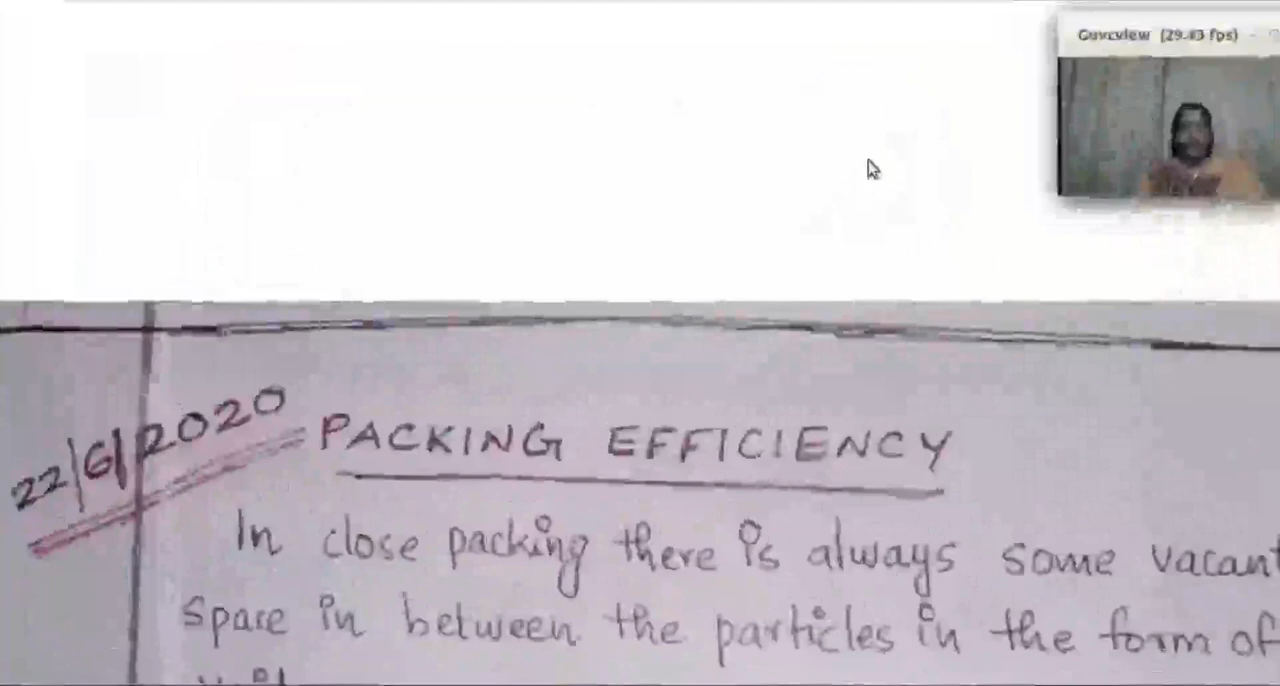 Guvcview (29.43 fps)
22/6/2020 PACKING EFFICIENCY
In close packing there is always some vacant
space in between the particles in the form of